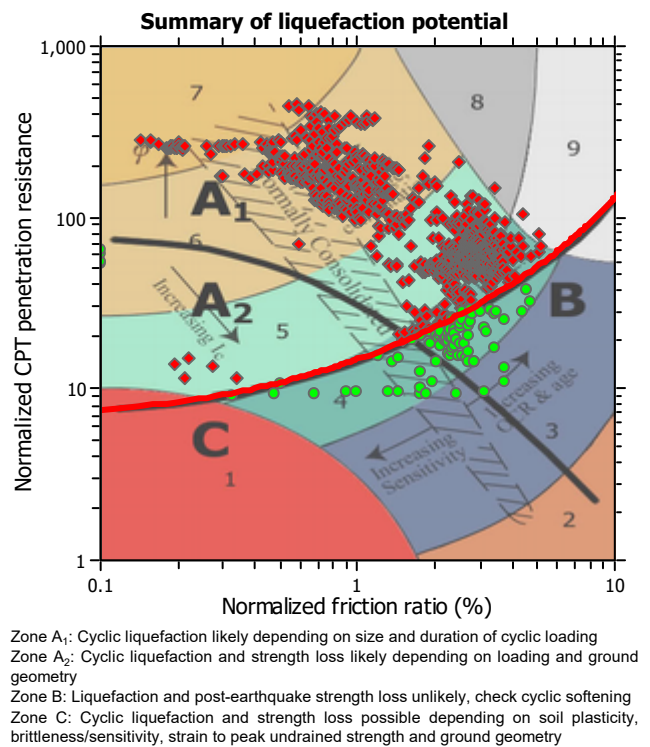 Summary of liquefaction potential
1,000
100
10
1
Normalized CPT penetration resistance
7
8
9
A1
6
A2
5
B
4
C
3
1
2
Increasing Ic
Consolidated
Increasing
Sensitivity
Increasing
& age
0.1
1
10
Normalized friction ratio (%)
Zone A1: Cyclic liquefaction likely depending on size and duration of cyclic loading
Zone A2: Cyclic liquefaction and strength loss likely depending on loading and ground
geometry
Zone B: Liquefaction and post-earthquake strength loss unlikely, check cyclic softening
Zone C: Cyclic liquefaction and strength loss possible depending on soil plasticity,
brittleness/sensitivity, strain to peak undrained strength and ground geometry